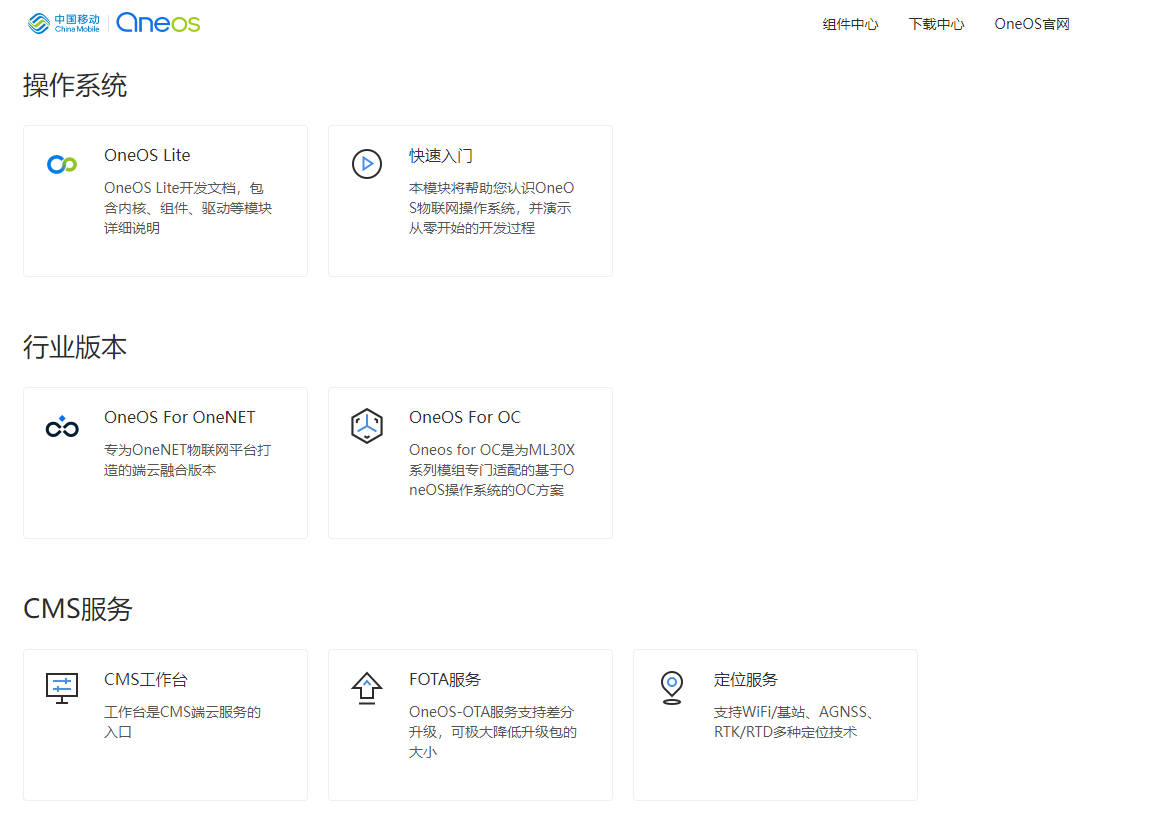 中国移动
China Mobile
OneOS
组件中心
下载中心
OneOS官网
操作系统
OneOS Lite
OneOS Lite开发文档，包
含内核、组件、驱动等模块
详细说明
快速入门
本模块将帮助您认识OneO
S物联网操作系统，并演示
从零开始的开发过程
行业版本
OneOS For OneNET
专为OneNET物联网平台打
造的端云融合版本
OneOS For OC
Oneos for OC是为ML30X
系列模组专门适配的基于O
neOS操作系统的OC方案
CMS服务
CMS工作台
工作台是CMS端云服务的
入口
FOTA服务
OneOS-OTA服务支持差分
升级，可极大降低升级包的
大小
定位服务
支持WiFi/基站、AGNSS、
RTK/RTD多种定位技术